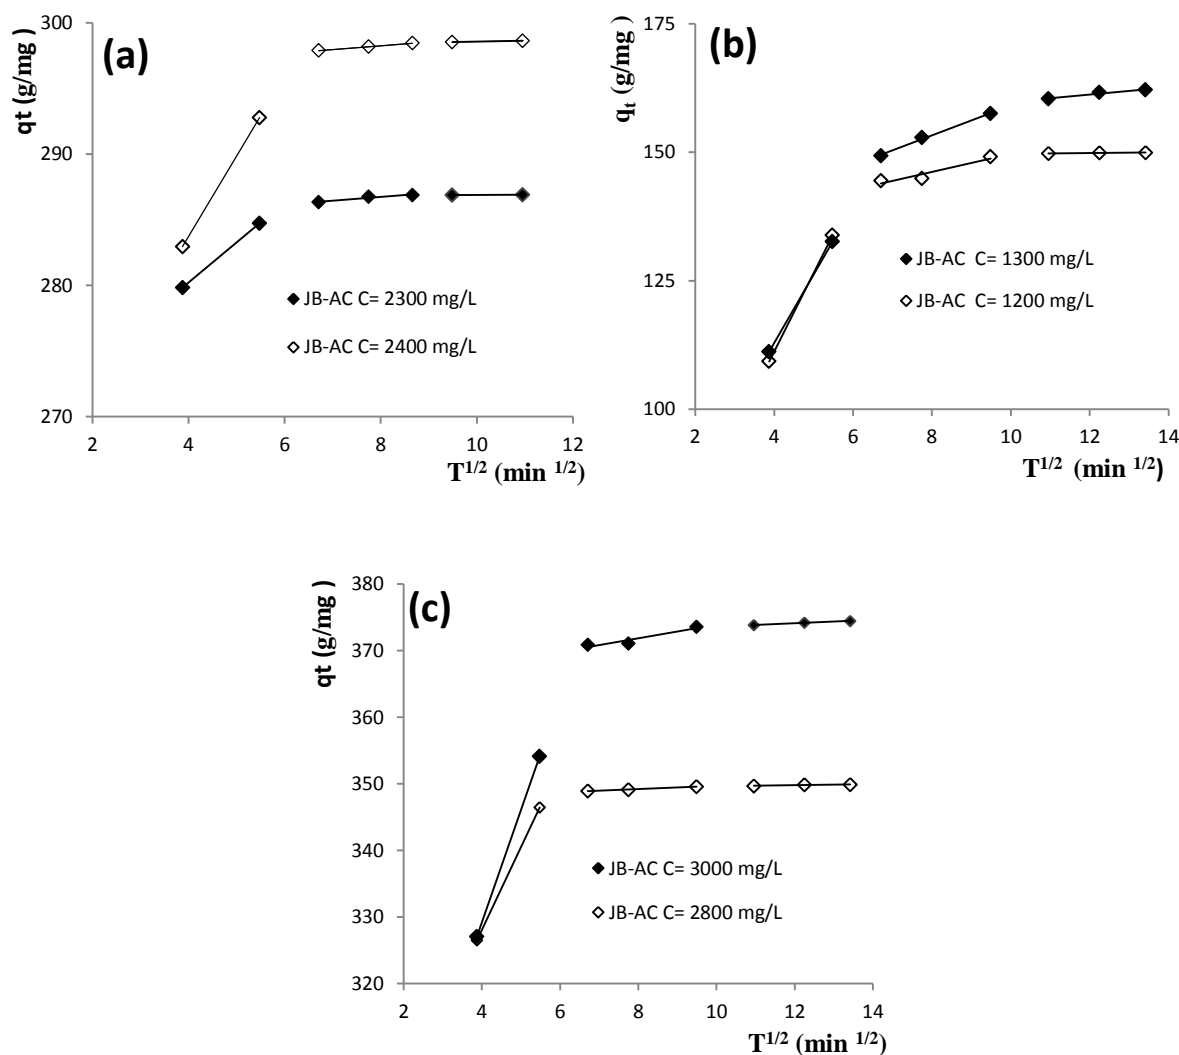 (a)
qt (g/mg )
300
290
280
270
2 4 6 8 10 12
T1/2 (min 1/2)
JB-AC C= 2300 mg/L
JB-AC C= 2400 mg/L
(b)
qt (g/mg )
175
150
125
100
2 4 6 8 10 12 14
T1/2 (min 1/2)
JB-AC C= 1300 mg/L
JB-AC C= 1200 mg/L
(c)
qt (g/mg )
380
370
360
350
340
330
320
2 4 6 8 10 12 14
T1/2 (min 1/2)
JB-AC C= 3000 mg/L
JB-AC C= 2800 mg/L